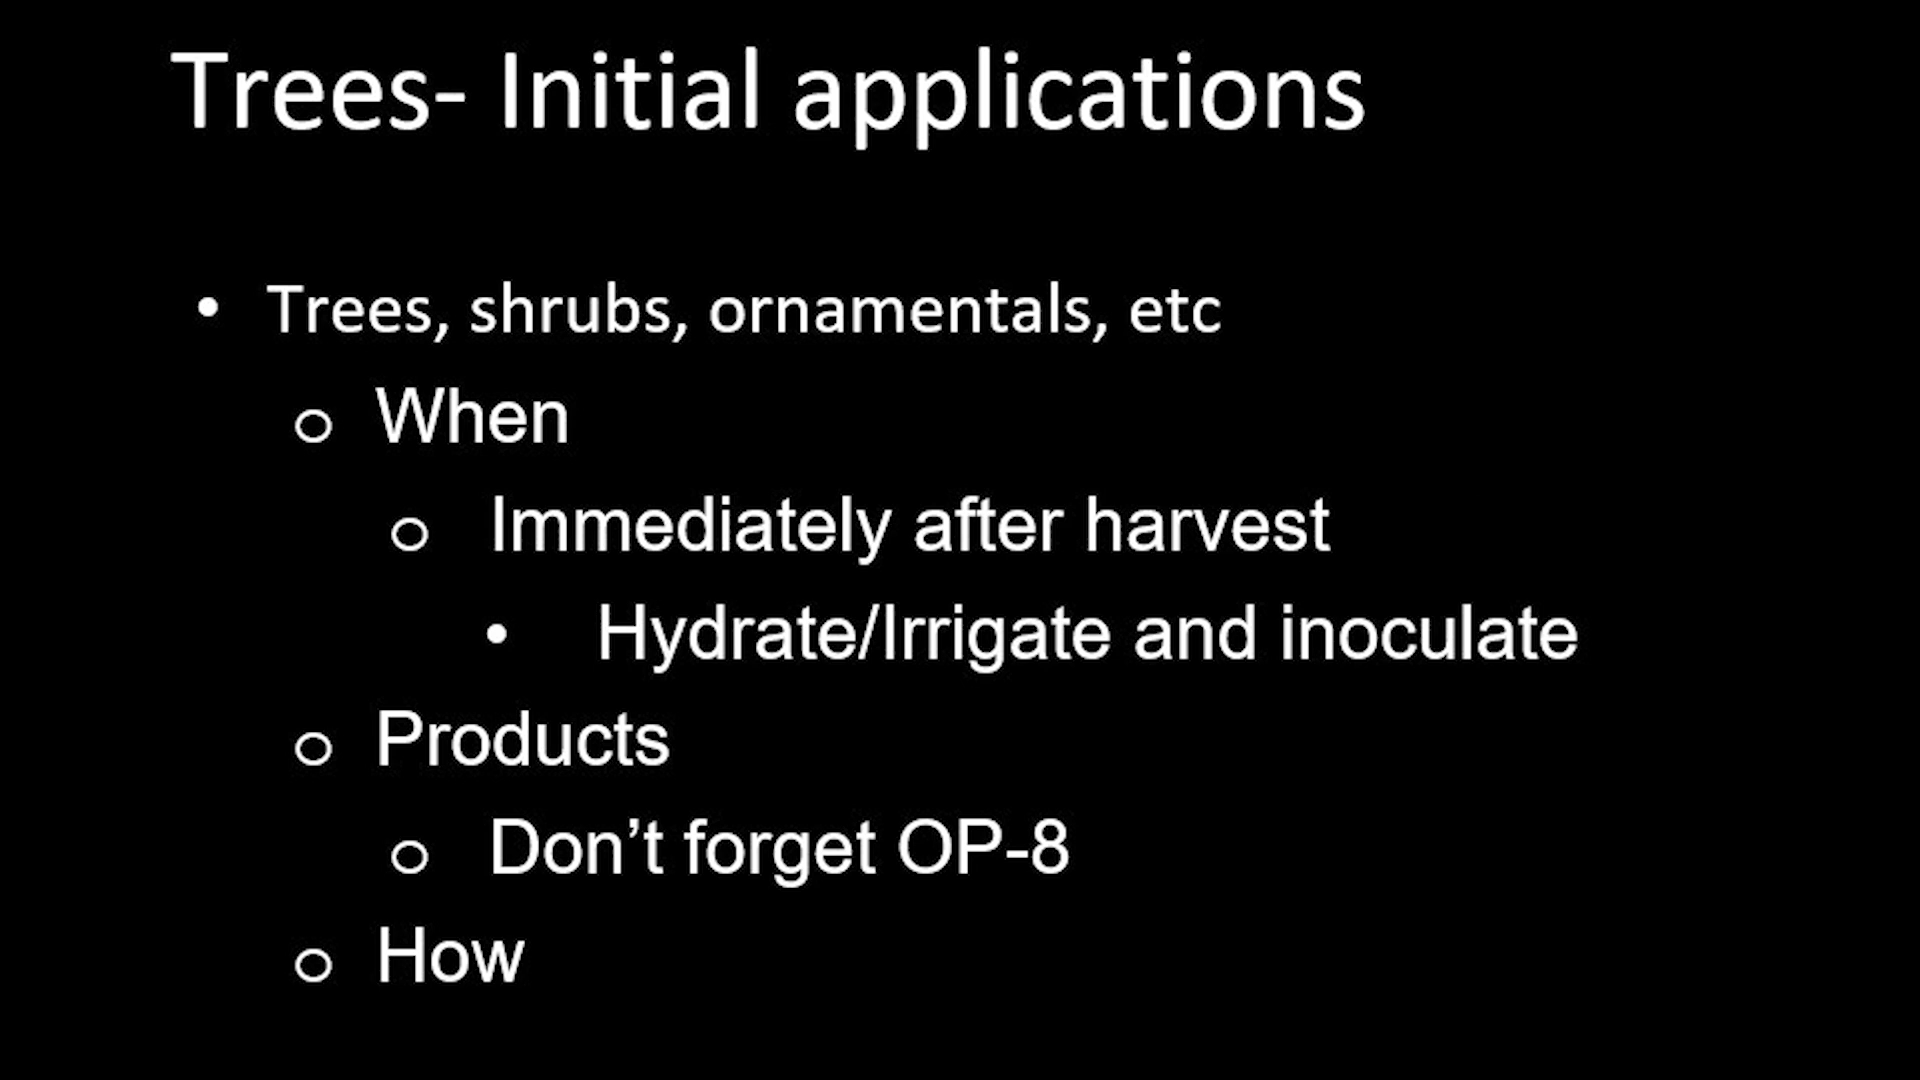 Trees- Initial applications
• Trees, shrubs, ornamentals, etc
o When
o Immediately after harvest
• Hydrate/Irrigate and inoculate
o Products
o Don’t forget OP-8
o How